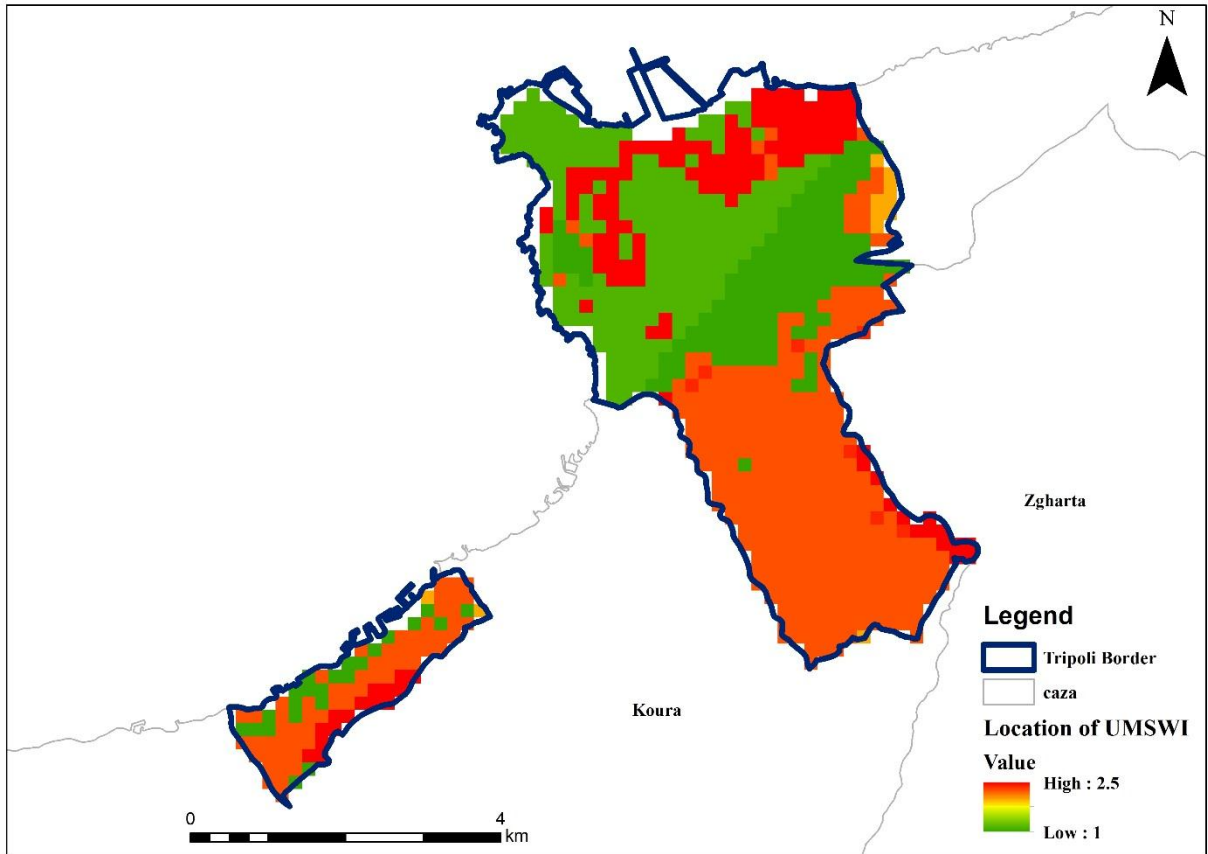 N
Zgharta
Koura
Legend
Tripoli Border
caza
Location of UMSWI
Value
High : 2.5
Low : 1
0 4
km